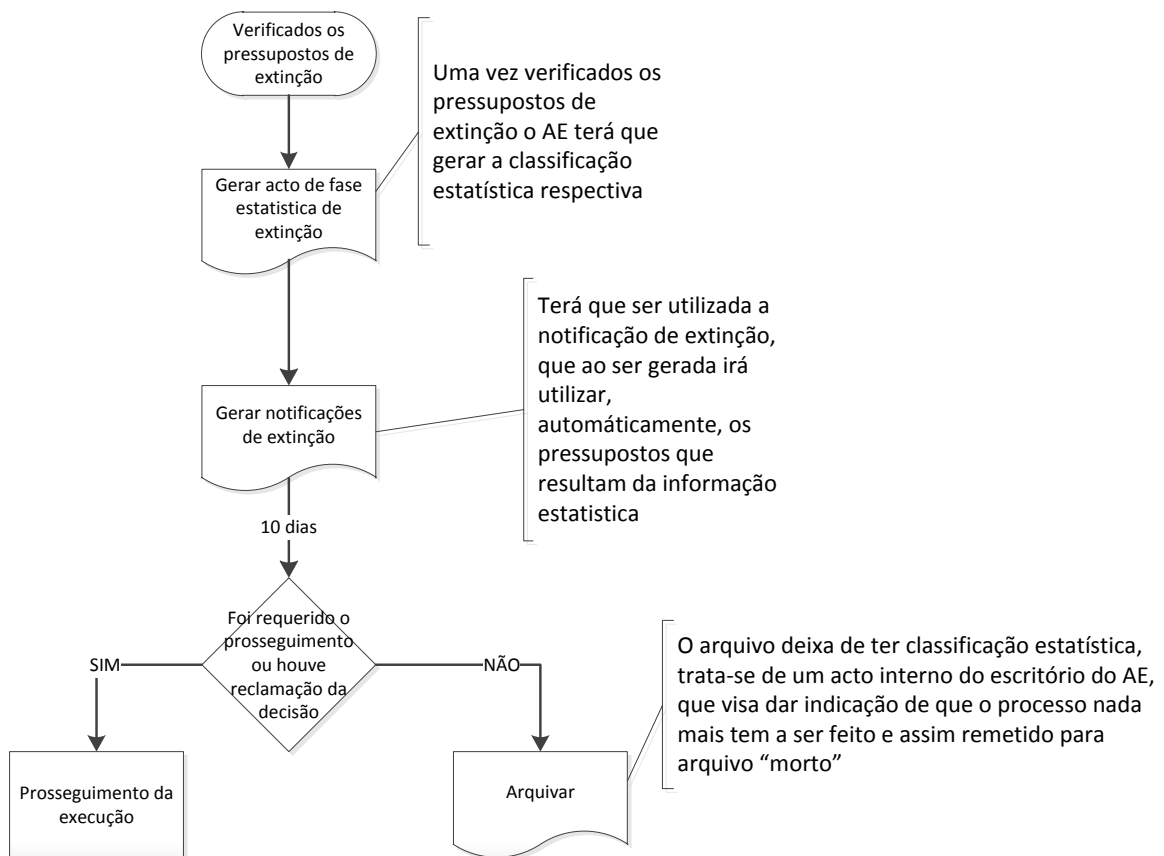 Verificados os
pressupostos de
extinção
Uma vez verificados os
pressupostos de
extinção o AE terá que
gerar a classificação
estatística respectiva
Gerar acto de fase
estatistica de
extinção
Terá que ser utilizada a
notificação de extinção,
que ao ser gerada irá
utilizar,
automáticamente, os
pressupostos que
resultam da informação
estatistica
Gerar notificações
de extinção
10 dias
Foi requerido o
prosseguimento
ou houve
reclamação da
decisão
SIM
NÃO
O arquivo deixa de ter classificação estatística,
trata-se de um acto interno do escritório do AE,
que visa dar indicação de que o processo nada
mais tem a ser feito e assim remetido para
arquivo “morto”
Prosseguimento da
execução
Arquivar